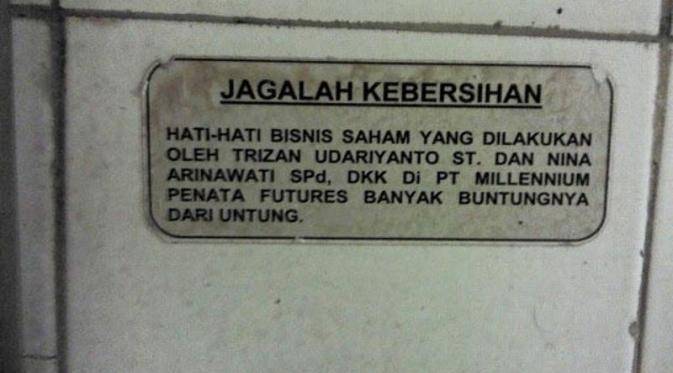 JAGALAH KEBERSIHAN
HATI-HATI BISNIS SAHAM YANG DILAKUKAN
OLEH TRIZAN UDARIYANTO ST. DAN NINA
ARINAWATI SPd, DKK Di PT MILLENNIUM
PENATA FUTURES BANYAK BUNTUNGNYA
DARI UNTUNG.